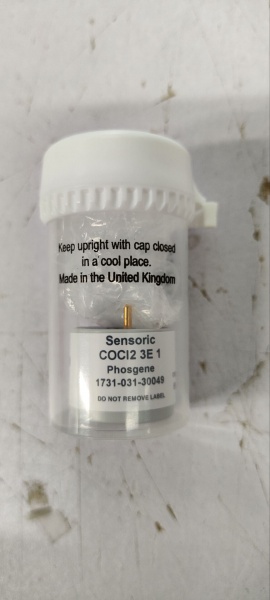 Keep upright with cap closed
in a cool place.
Made in the United Kingdom
Sensoric
COCl2 3E 1
Phosgene
1731-031-30049
DO NOT REMOVE LABEL